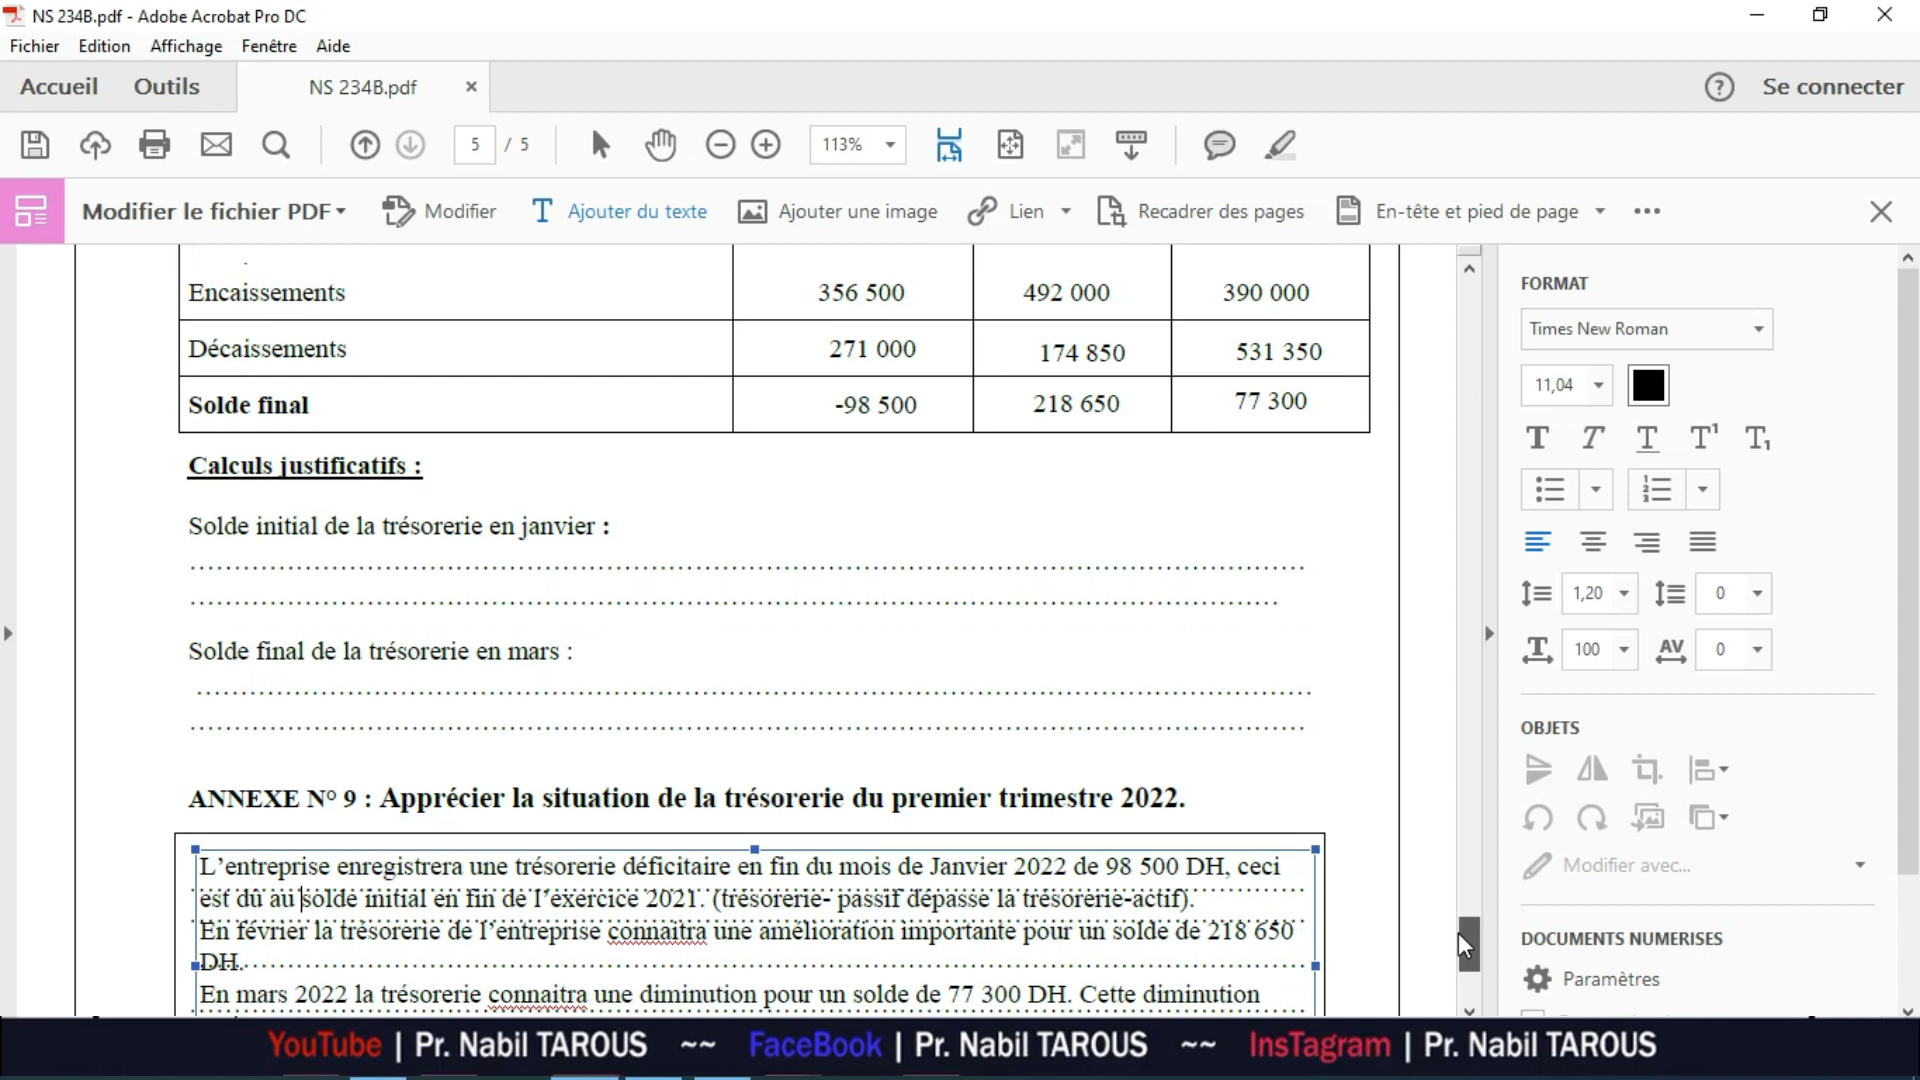 NS 234B.pdf - Adobe Acrobat Pro DC
Fichier Edition Affichage Fenêtre Aide
Accueil Outils NS 234B.pdf × Se connecter
5 / 5 113%
Modifier le fichier PDF Modifier Ajouter du texte Ajouter une image Lien Recadrer des pages En-tête et pied de page
Encaissements 356 500 492 000 390 000
Décaissements 271 000 174 850 531 350
Solde final -98 500 218 650 77 300
Calculs justificatifs :
Solde initial de la trésorerie en janvier :
Solde final de la trésorerie en mars :
ANNEXE N° 9 : Apprécier la situation de la trésorerie du premier trimestre 2022.
L’entreprise enregistrera une trésorerie déficitaire en fin du mois de Janvier 2022 de 98 500 DH, ceci
est dû au solde initial en fin de l’exercice 2021. (trésorerie- passif dépasse la trésorerie-actif).
En février la trésorerie de l’entreprise connaitra une amélioration importante pour un solde de 218 650
DH.
En mars 2022 la trésorerie connaitra une diminution pour un solde de 77 300 DH. Cette diminution
FORMAT
Times New Roman
11,04
1,20 0
100 0
OBJETS
Modifier avec...
DOCUMENTS NUMERISES
Paramètres
YouTube | Pr. Nabil TAROUS ~~ FaceBook | Pr. Nabil TAROUS ~~ InsTagram | Pr. Nabil TAROUS